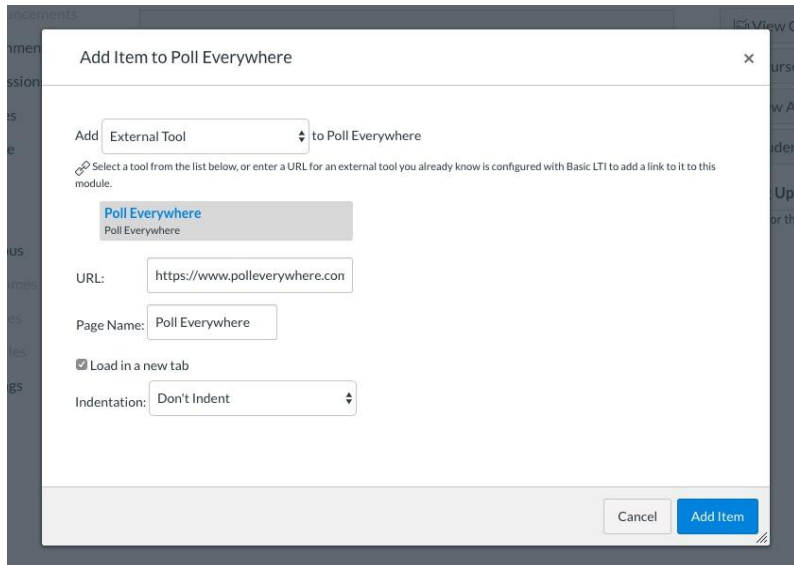 ncements
View
Add Item to Poll Everywhere
×
Add External Tool to Poll Everywhere
Select a tool from the list below, or enter a URL for an external tool you already know is configured with Basic LTI to add a link to it to this
module.
Poll Everywhere
Poll Everywhere
URL: https://www.polleverywhere.com
Page Name: Poll Everywhere
Load in a new tab
Indentation: Don't Indent
Cancel Add Item